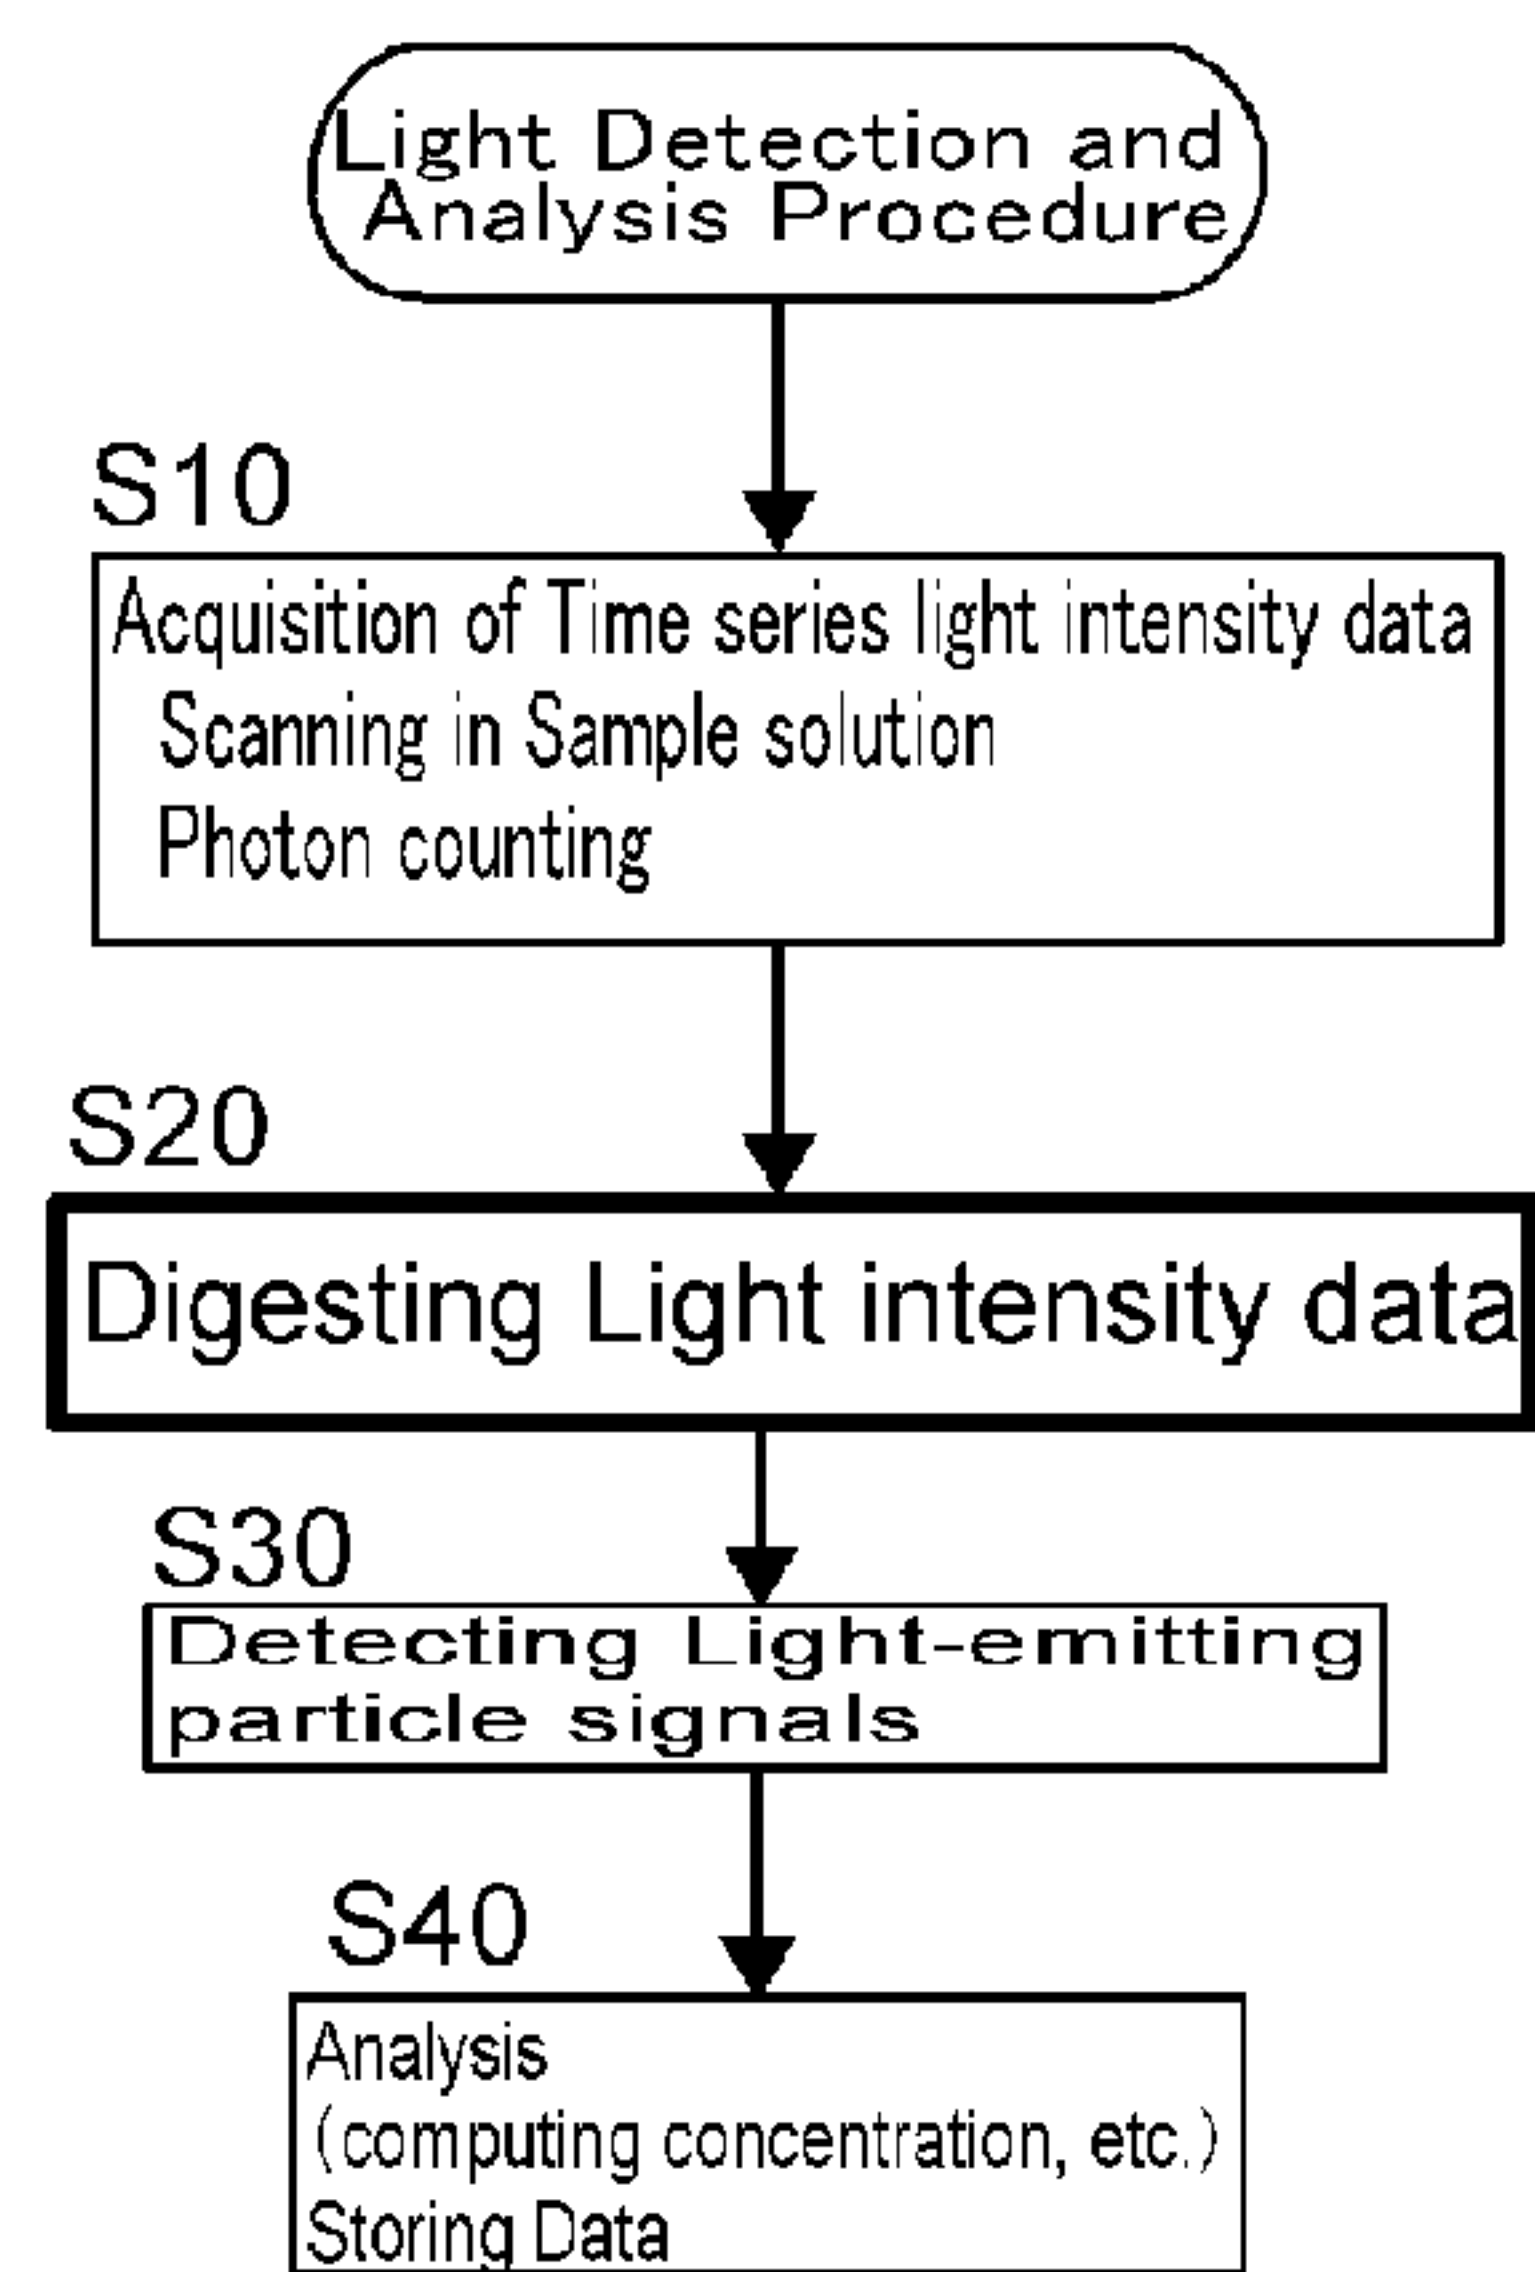 Light Detection and
Analysis Procedure
S10
Acquisition of Time series light intensity data
Scanning in Sample solution
Photon counting
S20
Digesting Light intensity data
S30
Detecting Light-emitting
particle signals
S40
Analysis
(computing concentration, etc.)
Storing Data